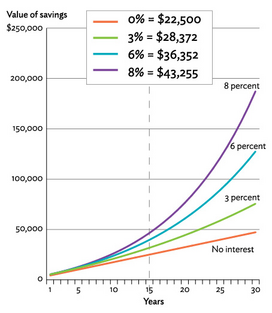 Value of savings
$250,000
200,000
150,000
100,000
50,000
0
0% = $22,500
3% = $28,372
6% = $36,352
8% = $43,255
8 percent
6 percent
3 percent
No interest
1 5 10 15 20 25 30
Years